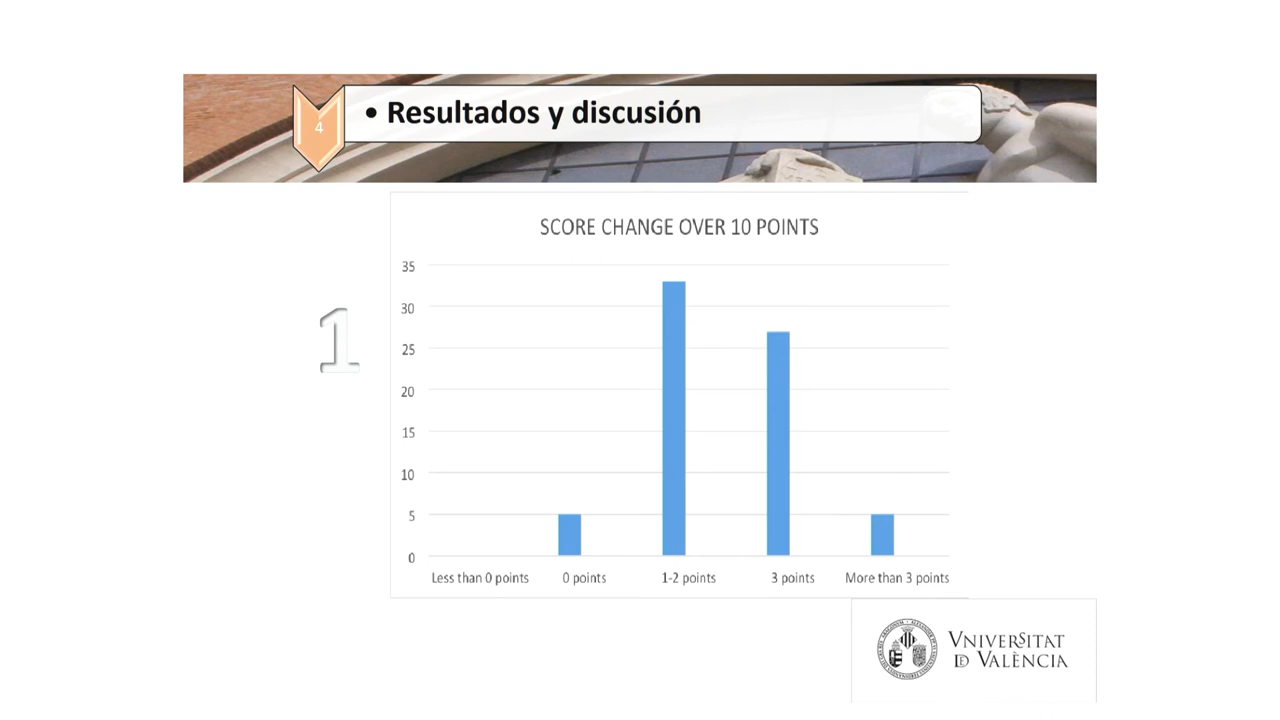 4
• Resultados y discusión
SCORE CHANGE OVER 10 POINTS
35
30
25
20
15
10
5
0
Less than 0 points
0 points
1-2 points
3 points
More than 3 points
1
VNIVERSITAT
DE VALÈNCIA